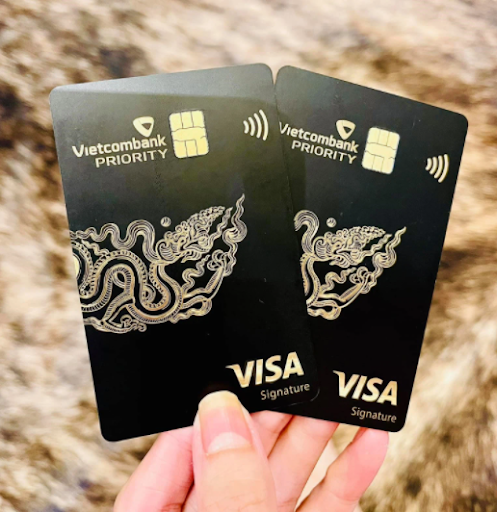 Vietcombank
PRIORITY
VISA
Signature
Vietcombank
PRIORITY
VISA
Signature